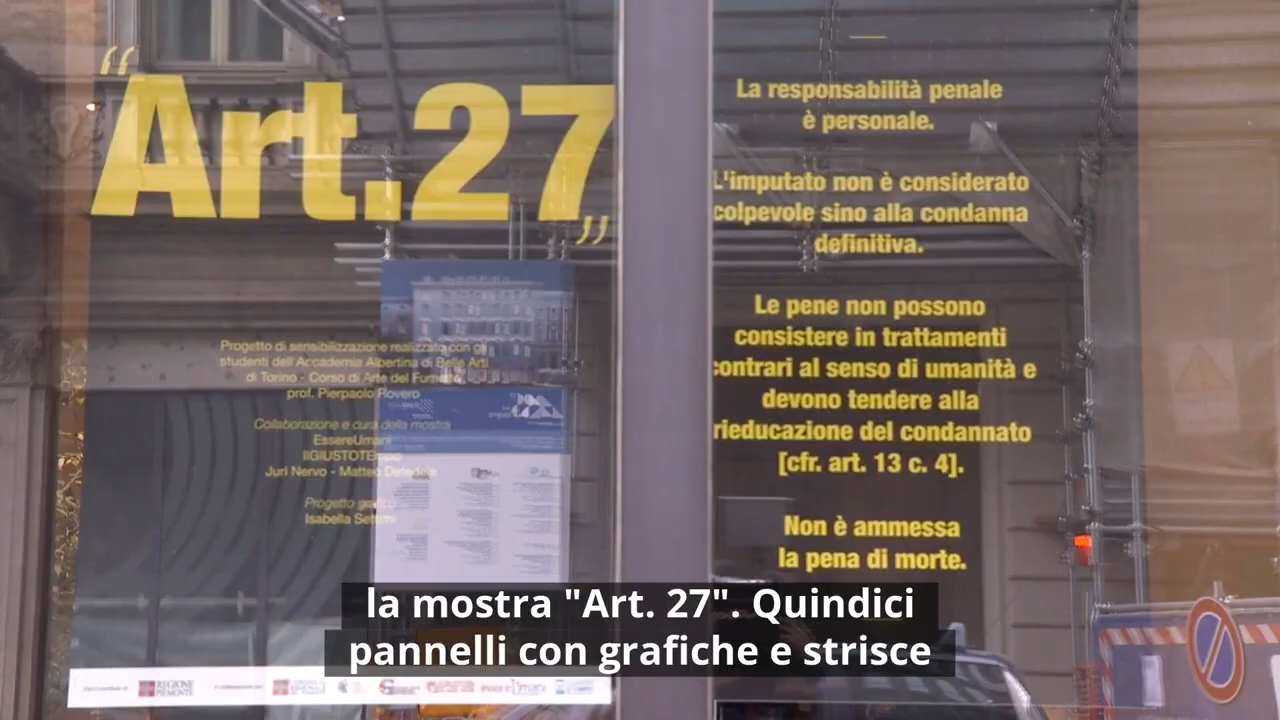 "Art.27"
Progetto di sensibilizzazione realizzato con gli
studenti dell'Accademia Albertina di Belle Arti
di Torino - Corso di Arte del Fumetto
prof. Pierpaolo Rovero
Collaborazione e cura della mostra
EssereUmani
IlGIUSTOTEmpo
Juri Nervo - Matteo
Progetto grafico
Isabella
La responsabilità penale
è personale.
L'imputato non è considerato
colpevole sino alla condanna
definitiva.
Le pene non possono
consistere in trattamenti
contrari al senso di umanità e
devono tendere alla
rieducazione del condannato
[cfr. art. 13 c. 4].
Non è ammessa
la pena di morte.
la mostra "Art. 27". Quindici
pannelli con grafiche e strisce
REGIONE
PIEMONTE